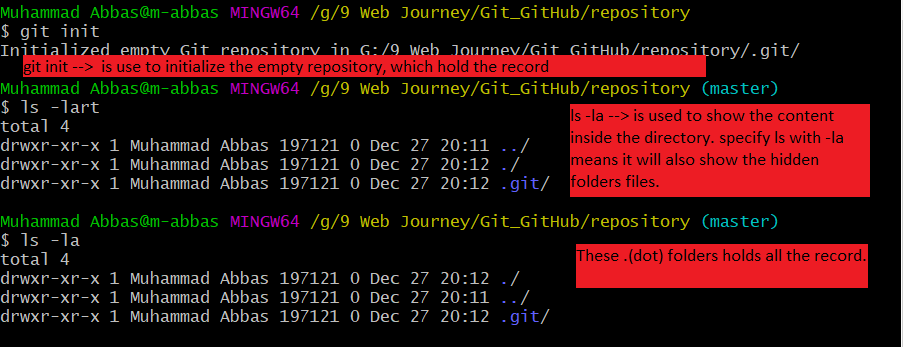 Muhammad Abbas@m-abbas MINGW64 /g/9 Web Journey/Git_GitHub/repository
$ git init
Initialized empty Git repository in G:/9 Web Journey/Git_GitHub/repository/.git/
git init --> is use to initialize the empty repository, which hold the record
Muhammad Abbas@m-abbas MINGW64 /g/9 Web Journey/Git_GitHub/repository (master)
$ ls -lart
total 4
drwxr-xr-x 1 Muhammad Abbas 197121 0 Dec 27 20:11 ../
drwxr-xr-x 1 Muhammad Abbas 197121 0 Dec 27 20:12 ./
drwxr-xr-x 1 Muhammad Abbas 197121 0 Dec 27 20:12 .git/
ls -la --> is used to show the content
inside the directory. specify ls with -la
means it will also show the hidden
folders files.
Muhammad Abbas@m-abbas MINGW64 /g/9 Web Journey/Git_GitHub/repository (master)
$ ls -la
total 4
drwxr-xr-x 1 Muhammad Abbas 197121 0 Dec 27 20:12 ./
drwxr-xr-x 1 Muhammad Abbas 197121 0 Dec 27 20:11 ../
drwxr-xr-x 1 Muhammad Abbas 197121 0 Dec 27 20:12 .git/
These .(dot) folders holds all the record.